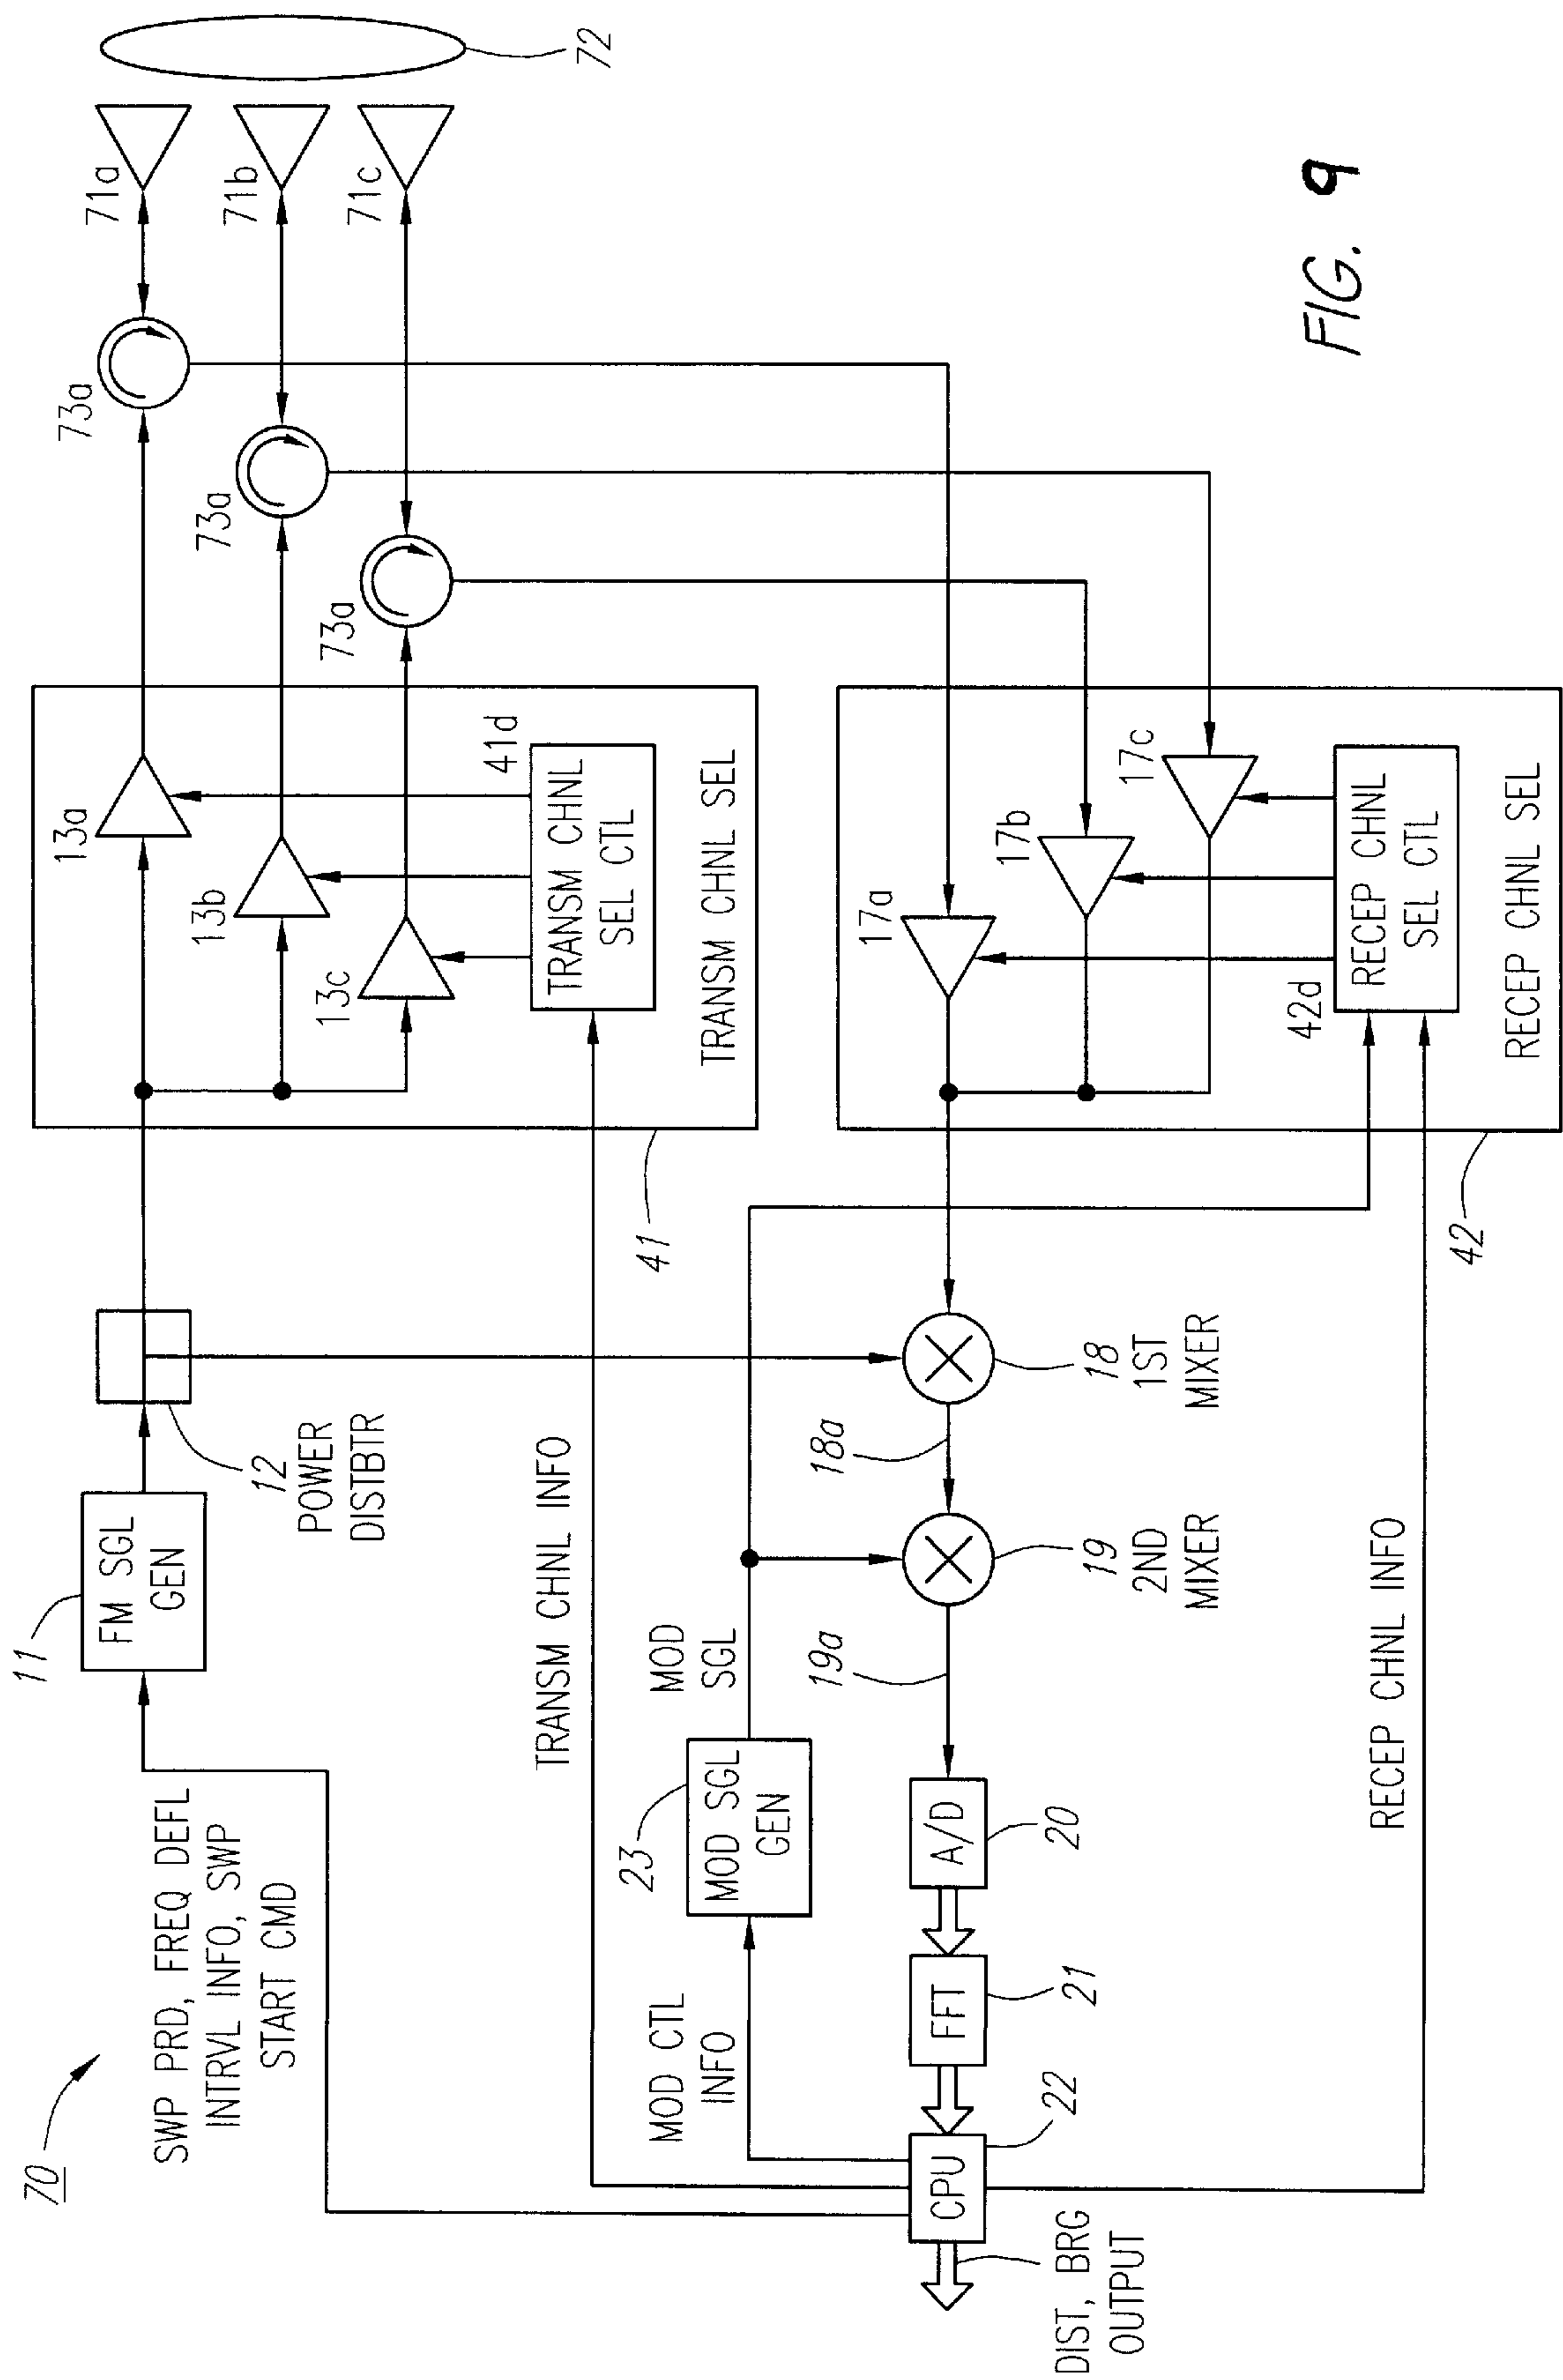 70
SWP PRD, FREQ DEFL
INTRVL INFO, SWP
START CMD
11
FM SGL
GEN
12
POWER
DISTBTR
41
13a
13b
13c
41d
TRANSM CHNL
SEL CTL
TRANSM CHNL SEL
73a
73a
73a
71a
71b
71c
72
TRANSM CHNL INFO
MOD CTL
INFO
23
MOD SGL
GEN
MOD
SGL
DIST, BRG
OUTPUT
CPU
22
FFT
21
A/D
20
19a
19
2ND
MIXER
18a
18
1ST
MIXER
RECEP CHNL INFO
42
17a
17b
17c
42d
RECEP CHNL
SEL CTL
RECEP CHNL SEL
FIG. 9